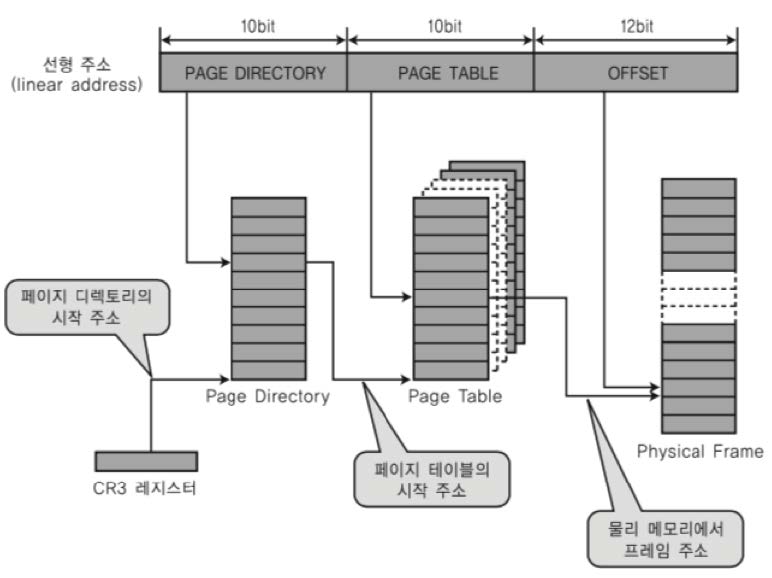 10bit
10bit
12bit
선형 주소
(linear address)
PAGE DIRECTORY
PAGE TABLE
OFFSET
페이지 디렉토리의
시작 주소
Page Directory
Page Table
Physical Frame
CR3 레지스터
페이지 테이블의
시작 주소
물리 메모리에서
프레임 주소